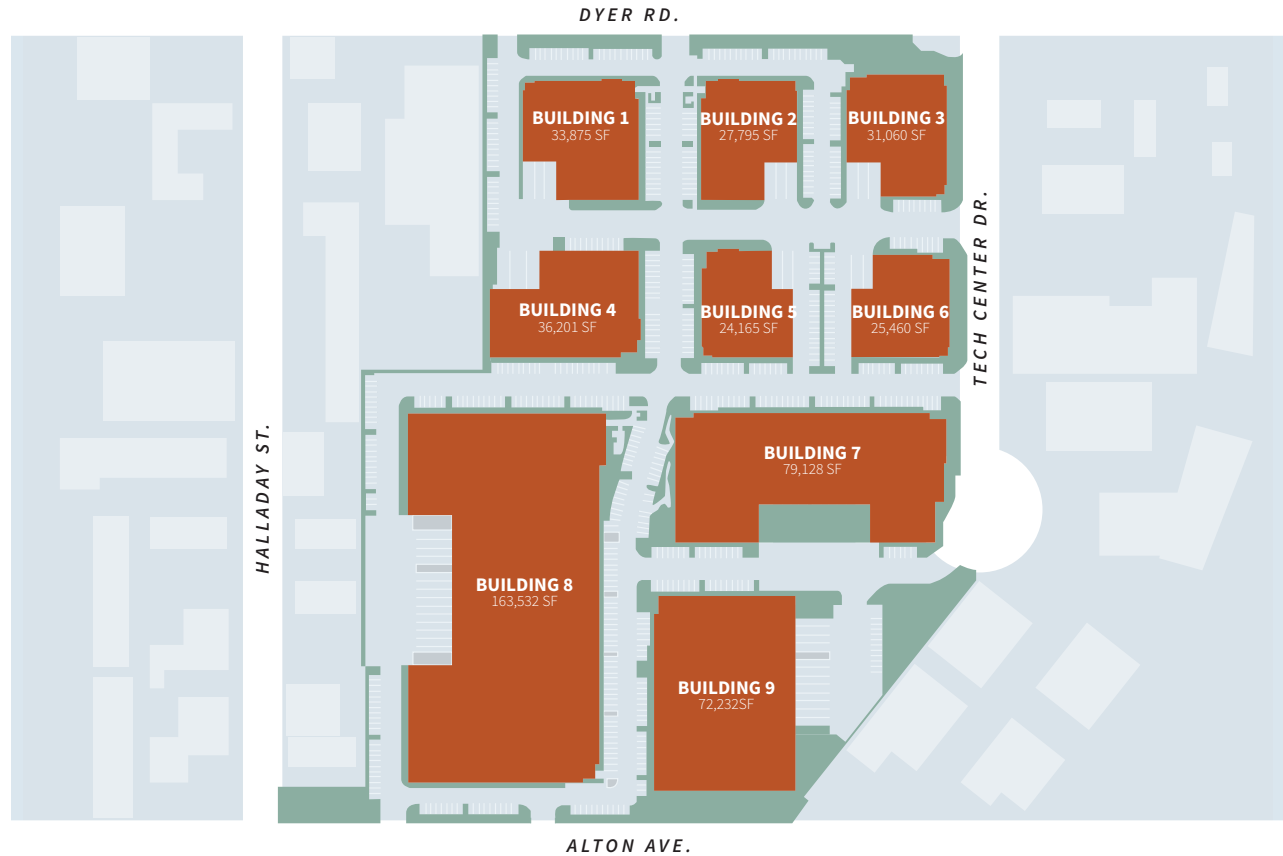 DYER RD.
BUILDING 1
33,875 SF
BUILDING 2
27,795 SF
BUILDING 3
31,060 SF
TECH CENTER DR.
BUILDING 4
36,201 SF
BUILDING 5
24,165 SF
BUILDING 6
25,460 SF
HALLADAY ST.
BUILDING 7
79,128 SF
BUILDING 8
163,532 SF
BUILDING 9
72,232SF
ALTON AVE.